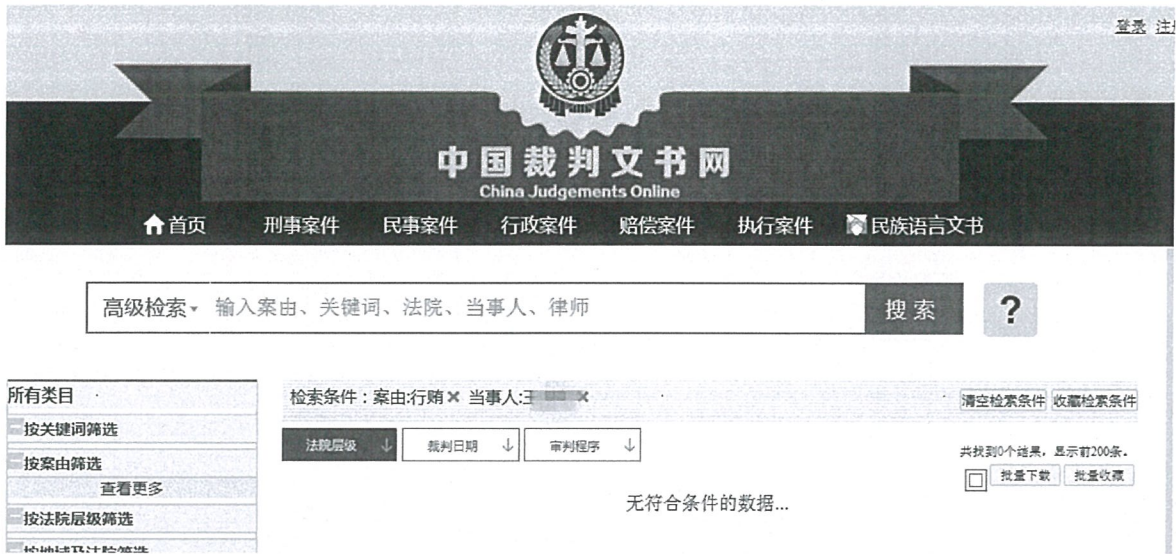 登录 注
中国裁判文书网
China Judgements Online
首页 刑事案件 民事案件 行政案件 赔偿案件 执行案件 民族语言文书
高级检索 输入案由、关键词、法院、当事人、律师 搜索 ?
所有类目
检索条件：案由:行贿× 当事人:王 ×
清空检索条件 收藏检索条件
按关键词筛选
法院层级 ↓ 裁判日期 ↓ 审判程序 ↓
共找到0个结果，显示前200条。
按案由筛选
批量下载 批量收藏
查看更多
无符合条件的数据...
按法院层级筛选
按地域及法院筛选